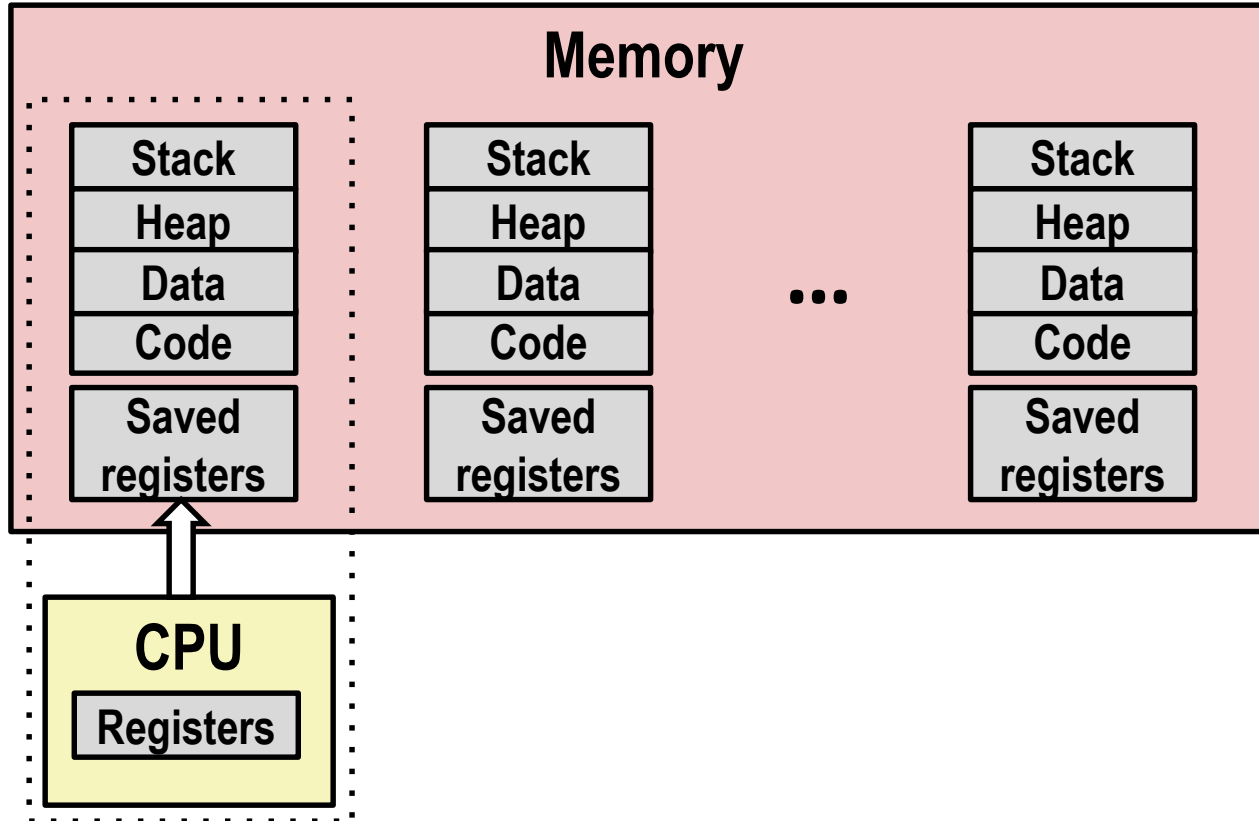 Memory
Stack
Heap
Data
Code
Saved
registers
Stack
Heap
Data
Code
Saved
registers
...
Stack
Heap
Data
Code
Saved
registers
CPU
Registers